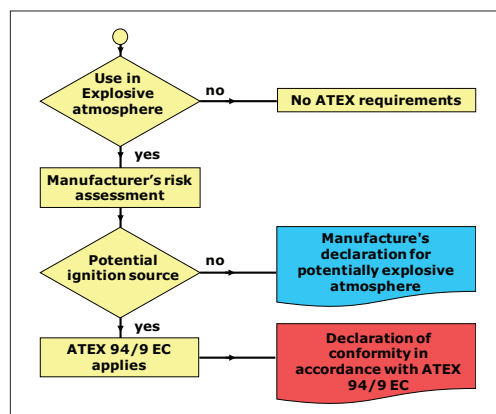 Use in
Explosive
atmosphere
no
No ATEX requirements
yes
Manufacturer's risk
assessment
Potential
ignition source
no
Manufacture's
declaration for
potentially explosive
atmosphere
yes
ATEX 94/9 EC
applies
Declaration of
conformity in
accordance with ATEX
94/9 EC